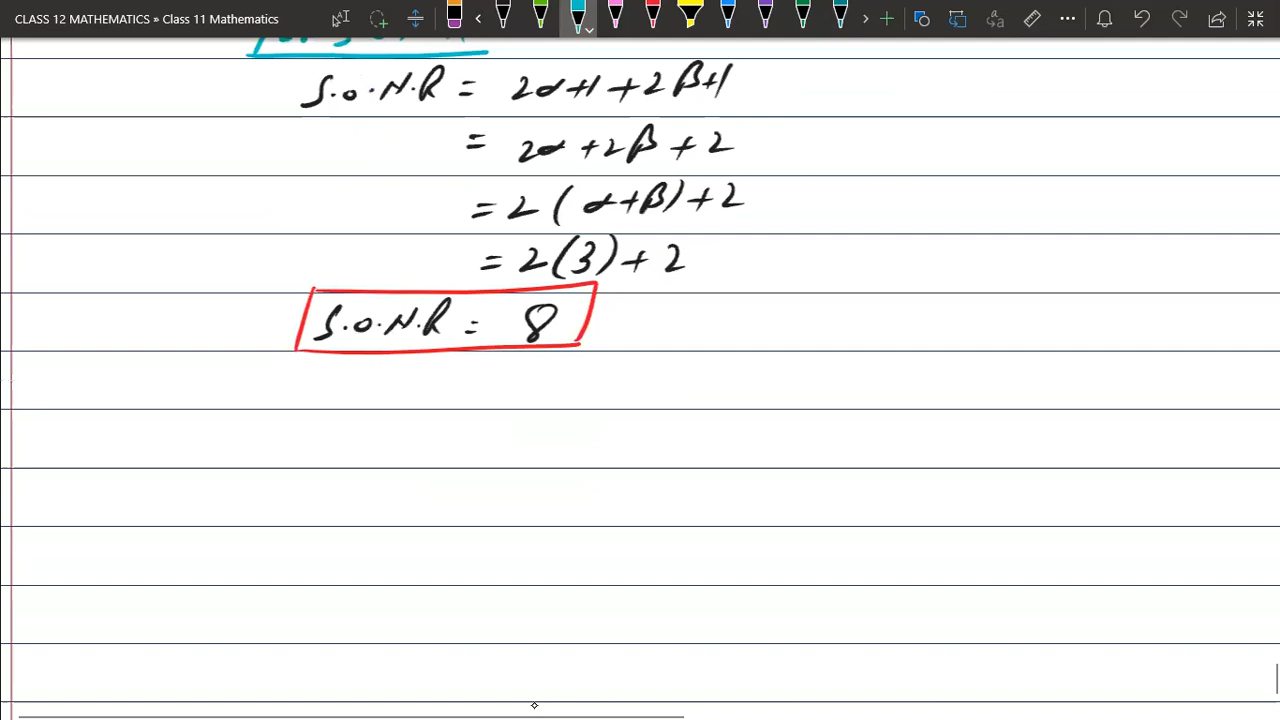 CLASS 12 MATHEMATICS » Class 11 Mathematics
S.O.N.R = 2α+1+2β+1
= 2α+2β+2
=2(α+β)+2
= 2(3)+2
S.O.N.R = 8